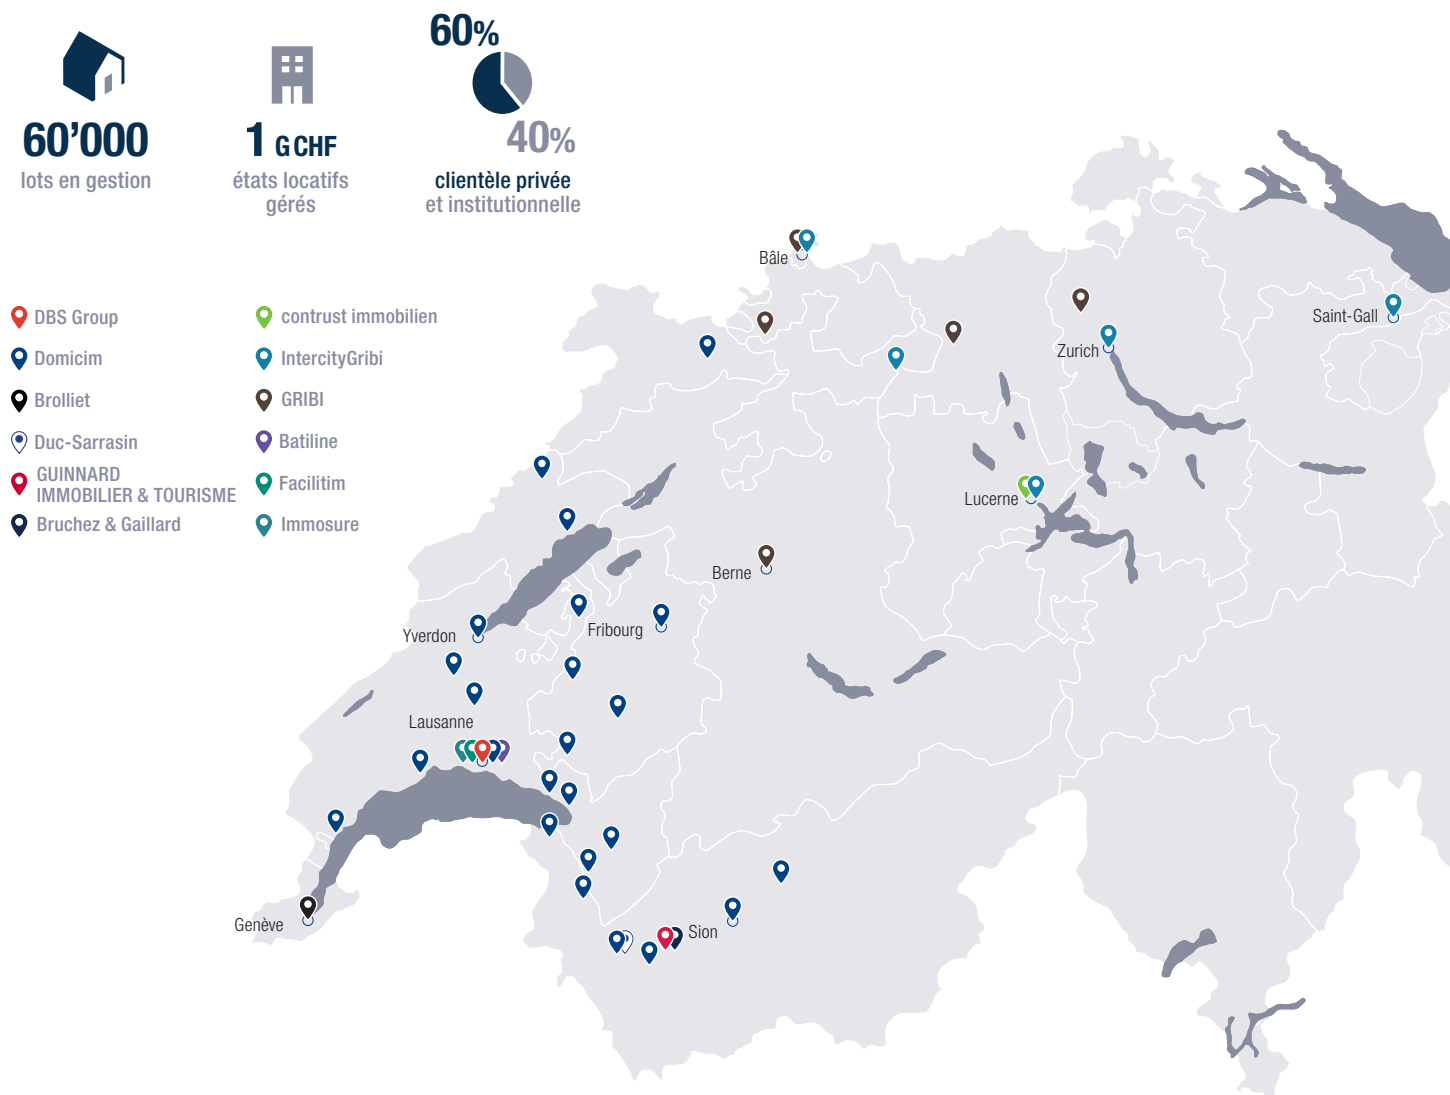 60%
60’000
lots en gestion
1 G CHF
états locatifs
gérés
40%
clientèle privée
et institutionnelle
DBS Group
Domicim
Brolliet
Duc-Sarrasin
GUINNARD
IMMOBILIER & TOURISME
Bruchez & Gaillard
contrust immobilien
IntercityGribi
GRIBI
Batiline
Facilitim
Immosure
Bâle
Saint-Gall
Zurich
Lucerne
Berne
Fribourg
Yverdon
Lausanne
Genève
Sion